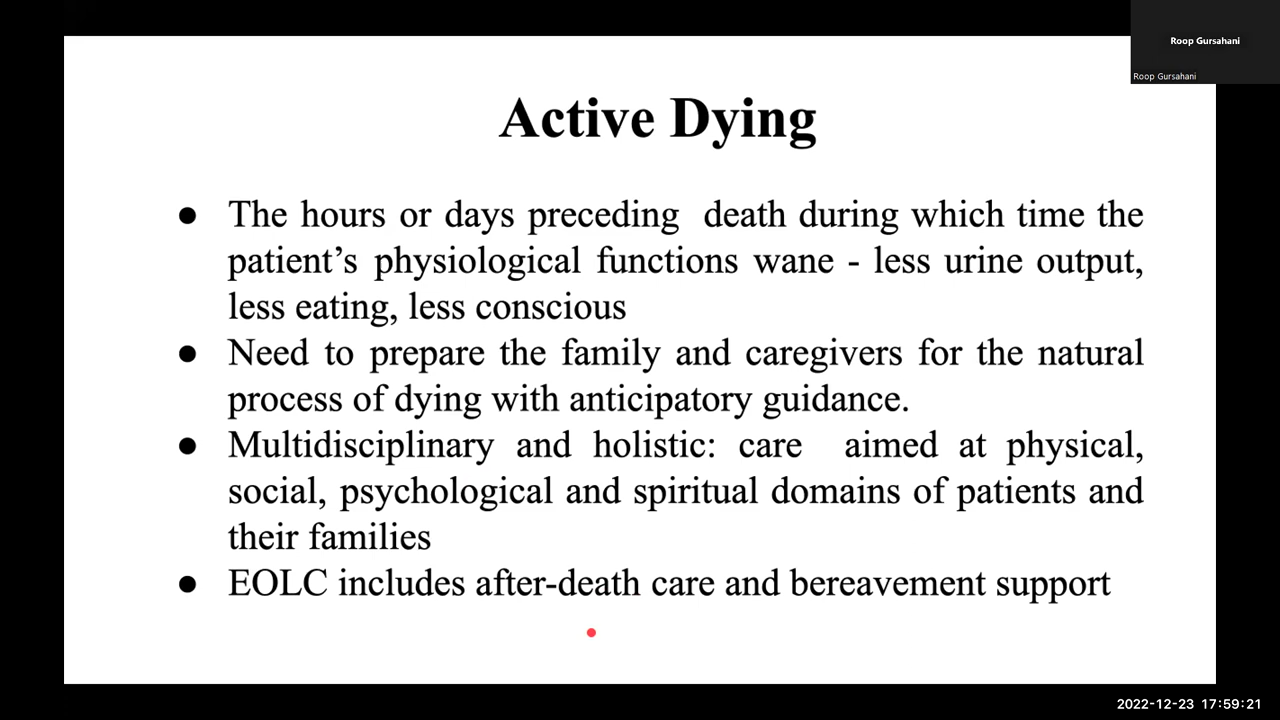 Roop Gursahani
Roop Gursahani
Active Dying
● The hours or days preceding death during which time the
patient’s physiological functions wane - less urine output,
less eating, less conscious
● Need to prepare the family and caregivers for the natural
process of dying with anticipatory guidance.
● Multidisciplinary and holistic: care aimed at physical,
social, psychological and spiritual domains of patients and
their families
● EOLC includes after-death care and bereavement support
2022-12-23 17:59:21